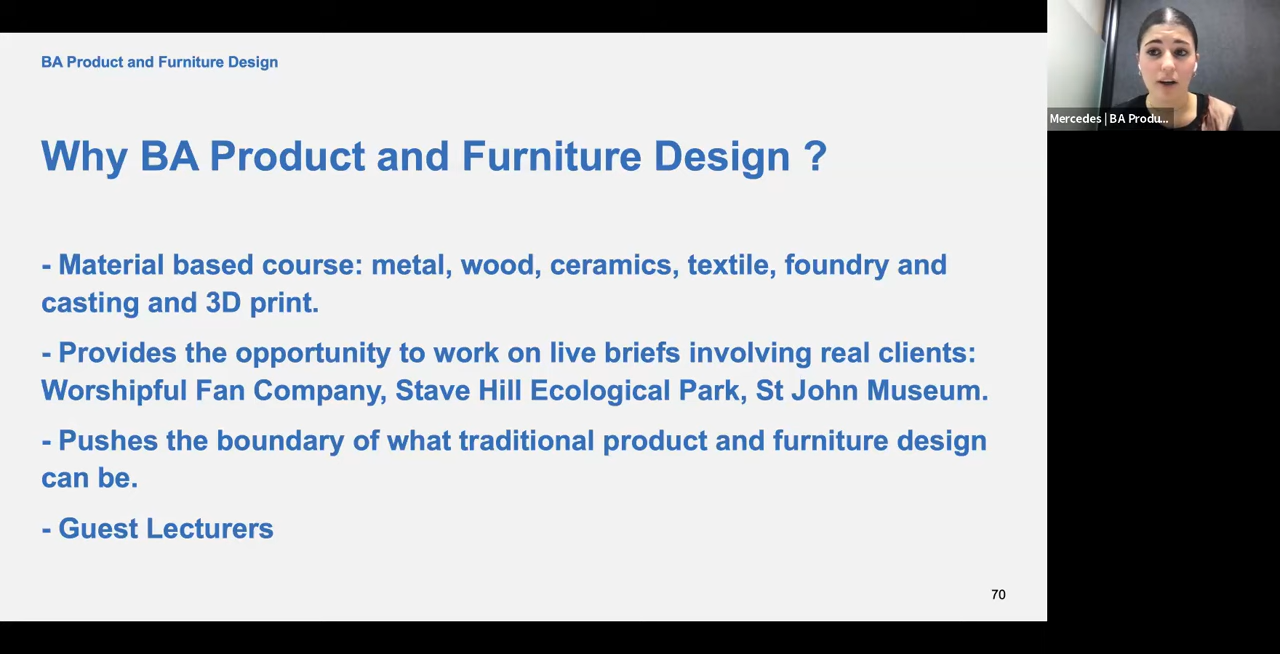 BA Product and Furniture Design
Mercedes | BA Produ...
Why BA Product and Furniture Design ?
- Material based course: metal, wood, ceramics, textile, foundry and
casting and 3D print.
- Provides the opportunity to work on live briefs involving real clients:
Worshipful Fan Company, Stave Hill Ecological Park, St John Museum.
- Pushes the boundary of what traditional product and furniture design
can be.
- Guest Lecturers
70